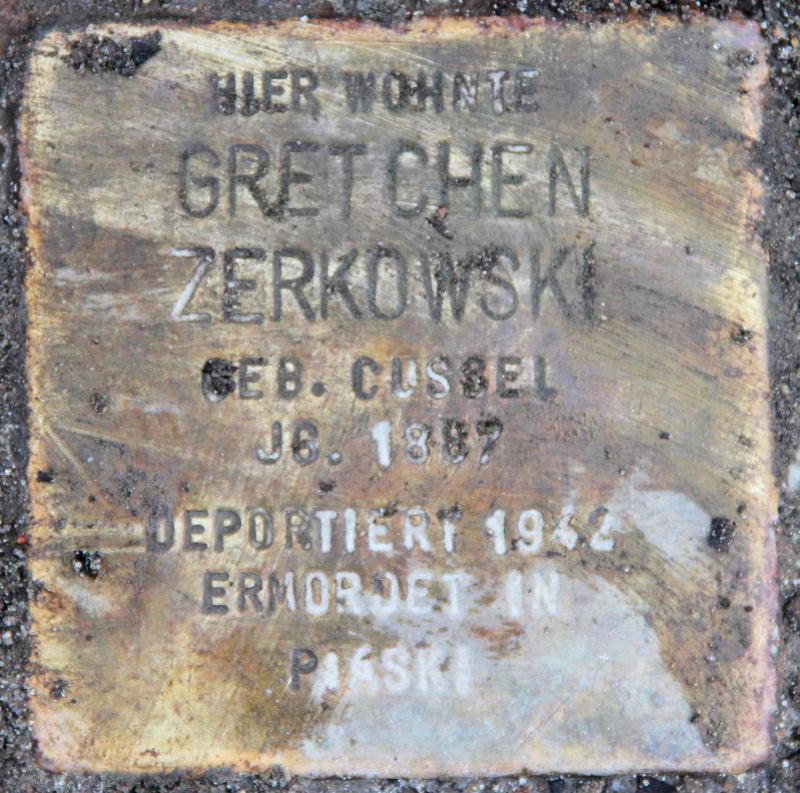 HIER WOHNTE
GRETCHEN
ZERKOWSKI
GEB. CUSSEL
JG. 1887
DEPORTIERT 1942
ERMORDET IN
PIASKI